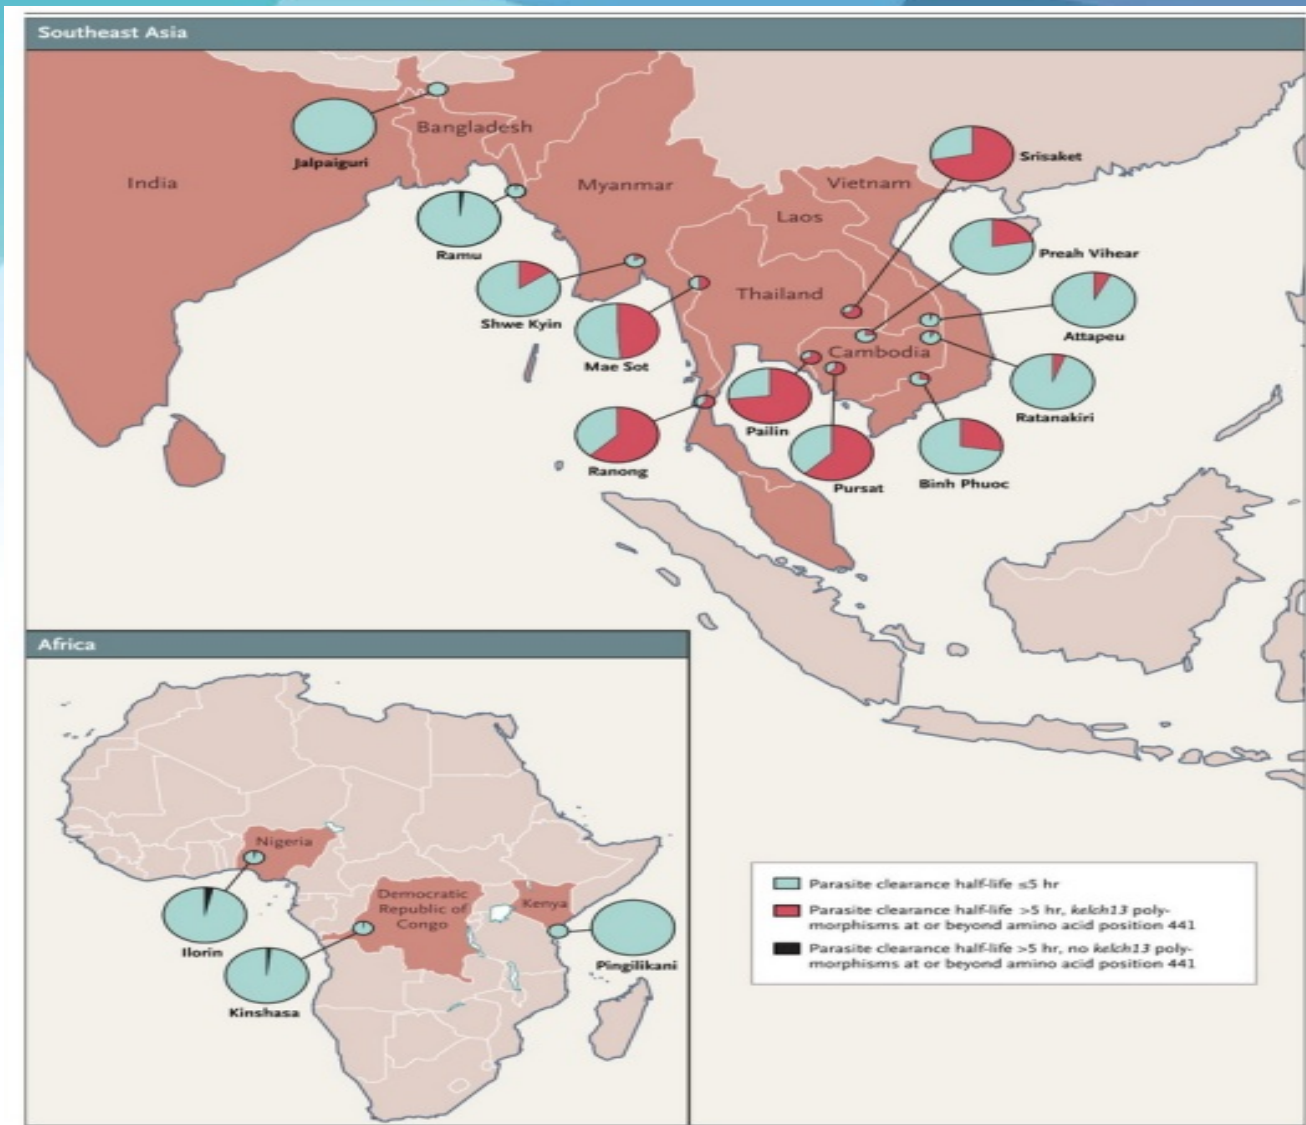 Southeast Asia
Jalpaiguri
Bangladesh
India
Myanmar
Vietnam
Laos
Srisaket
Ramu
Preah Vihear
Shwe Kyin
Thailand
Attapeu
Mae Sot
Cambodia
Ratanakiri
Pailin
Ranong
Pursat
Binh Phuoc
Africa
Nigeria
Democratic
Republic of
Congo
Kenya
Ilorin
Pingilikani
Kinshasa
Parasite clearance half-life ≤5 hr
Parasite clearance half-life >5 hr, kelch13 poly-
morphisms at or beyond amino acid position 441
Parasite clearance half-life >5 hr, no kelch13 poly-
morphisms at or beyond amino acid position 441